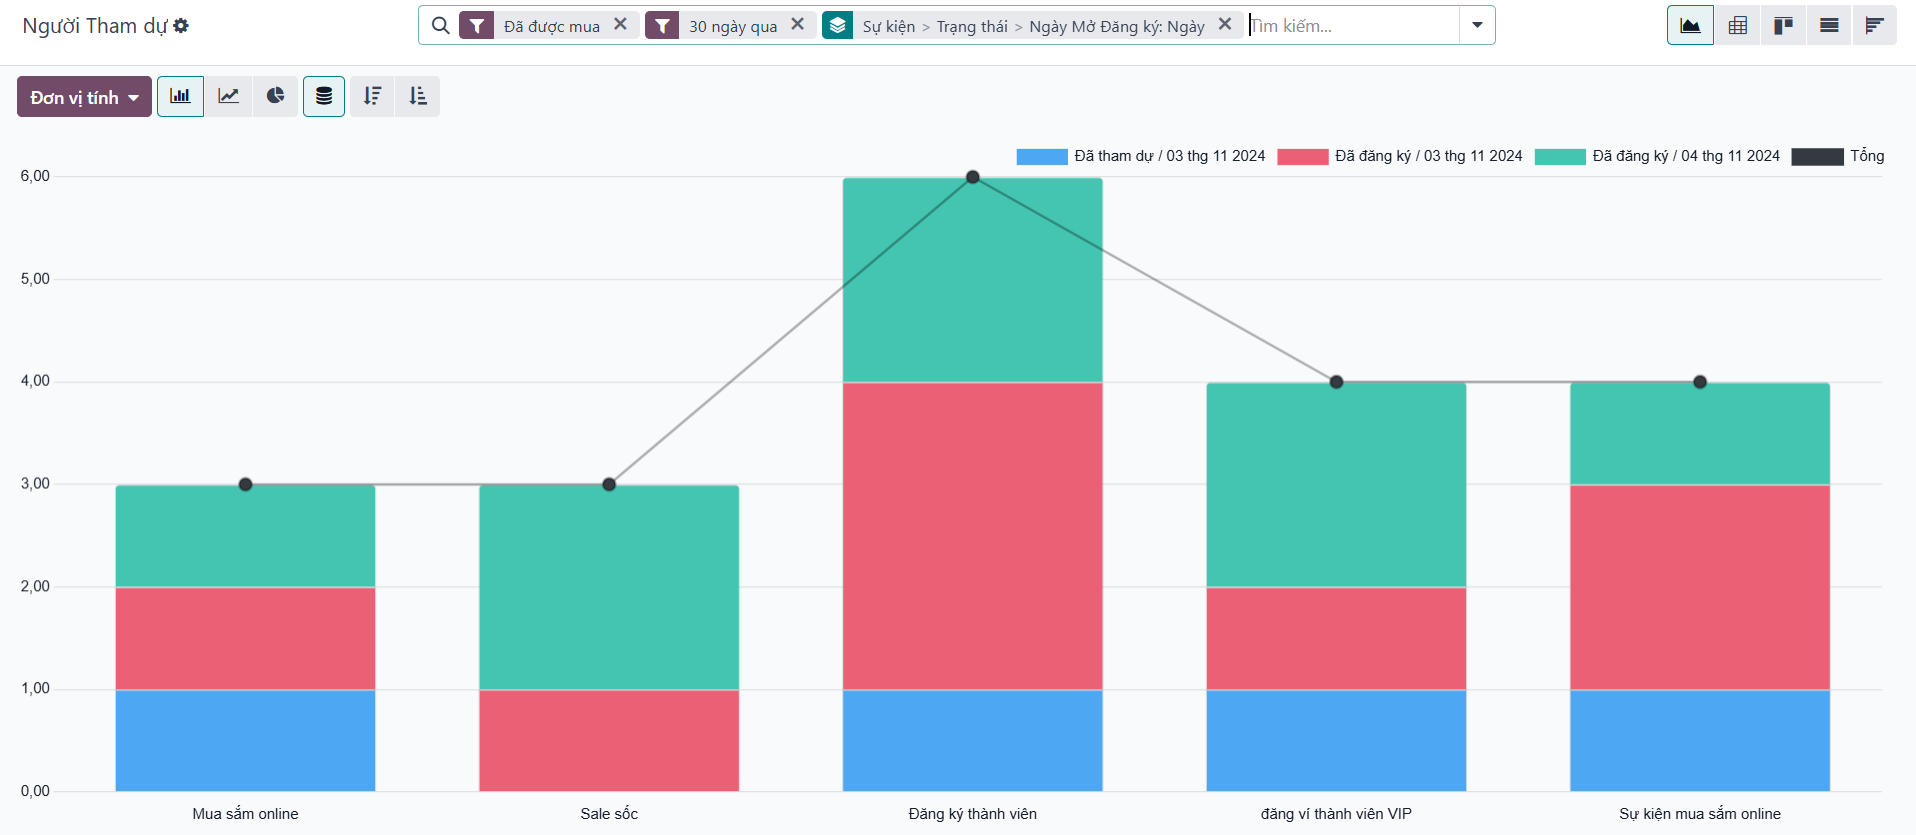 Người Tham dự
Đã được mua
30 ngày qua
Sự kiện > Trạng thái > Ngày Mở Đăng ký: Ngày
Tìm kiếm...
Đơn vị tính
Đã tham dự / 03 thg 11 2024
Đã đăng ký / 03 thg 11 2024
Đã đăng ký / 04 thg 11 2024
Tổng
6,00
5,00
4,00
3,00
2,00
1,00
0,00
Mua sắm online
Sale sốc
Đăng ký thành viên
đăng ví thành viên VIP
Sự kiện mua sắm online